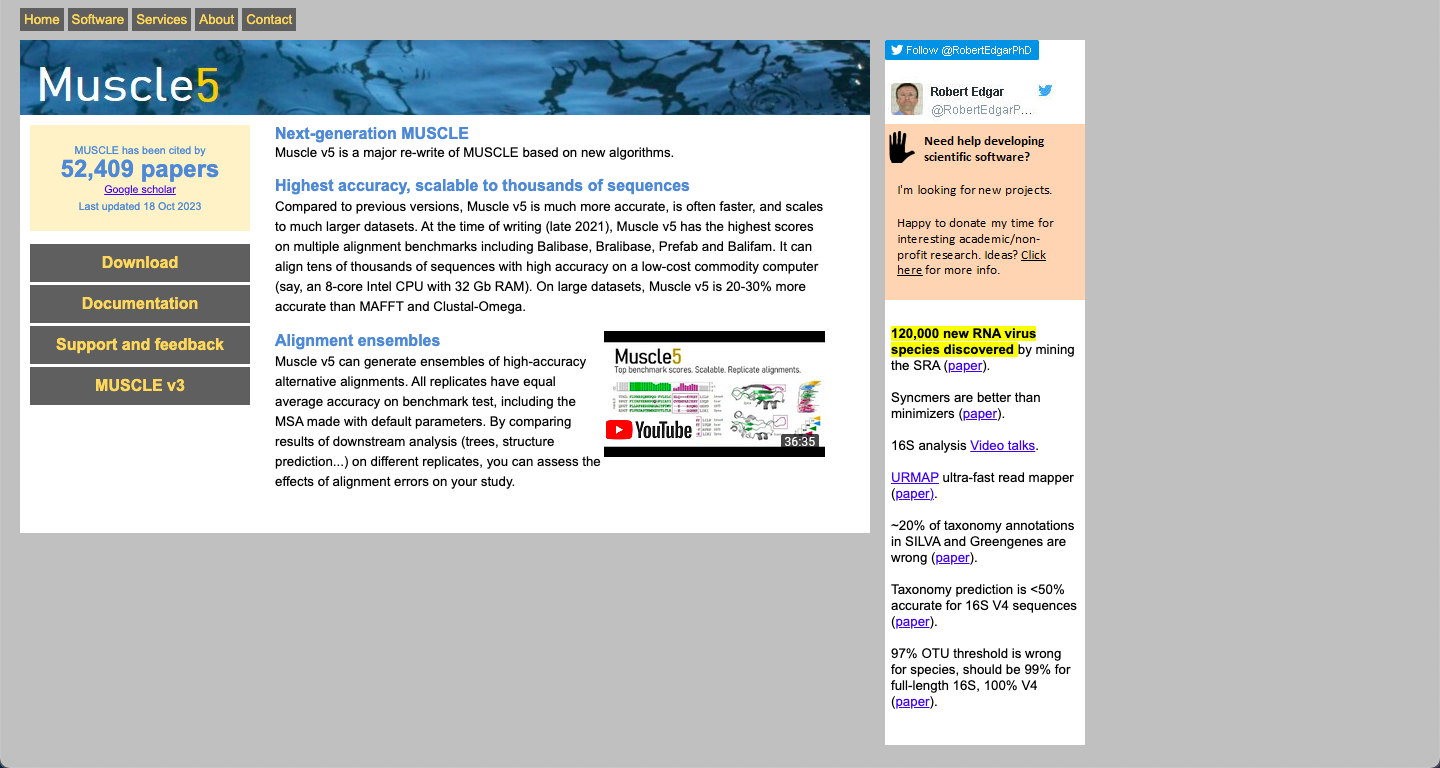 Home Software Services About Contact
Muscle5
MUSCLE has been cited by
52,409 papers
Google scholar
Last updated 18 Oct 2023
Download
Documentation
Support and feedback
MUSCLE v3
Next-generation MUSCLE
Muscle v5 is a major re-write of MUSCLE based on new algorithms.
Highest accuracy, scalable to thousands of sequences
Compared to previous versions, Muscle v5 is much more accurate, is often faster, and scales
to much larger datasets. At the time of writing (late 2021), Muscle v5 has the highest scores
on multiple alignment benchmarks including Balibase, Bralibase, Prefab and Balifam. It can
align tens of thousands of sequences with high accuracy on a low-cost commodity computer
(say, an 8-core Intel CPU with 32 Gb RAM). On large datasets, Muscle v5 is 20-30% more
accurate than MAFFT and Clustal-Omega.
Alignment ensembles
Muscle v5 can generate ensembles of high-accuracy
alternative alignments. All replicates have equal
average accuracy on benchmark test, including the
MSA made with default parameters. By comparing
results of downstream analysis (trees, structure
prediction...) on different replicates, you can assess the
effects of alignment errors on your study.
Muscle5
Top benchmark scores. Scalable. Replicate alignments.
YouTube
36:35
Follow @RobertEdgarPhD
Robert Edgar
@RobertEdgarP...
Need help developing
scientific software?
I'm looking for new projects.
Happy to donate my time for
interesting academic/non-
profit research. Ideas? Click
here for more info.
120,000 new RNA virus
species discovered by mining
the SRA (paper).
Syncmers are better than
minimizers (paper).
16S analysis Video talks.
URMAP ultra-fast read mapper
(paper).
~20% of taxonomy annotations
in SILVA and Greengenes are
wrong (paper).
Taxonomy prediction is <50%
accurate for 16S V4 sequences
(paper).
97% OTU threshold is wrong
for species, should be 99% for
full-length 16S, 100% V4
(paper).